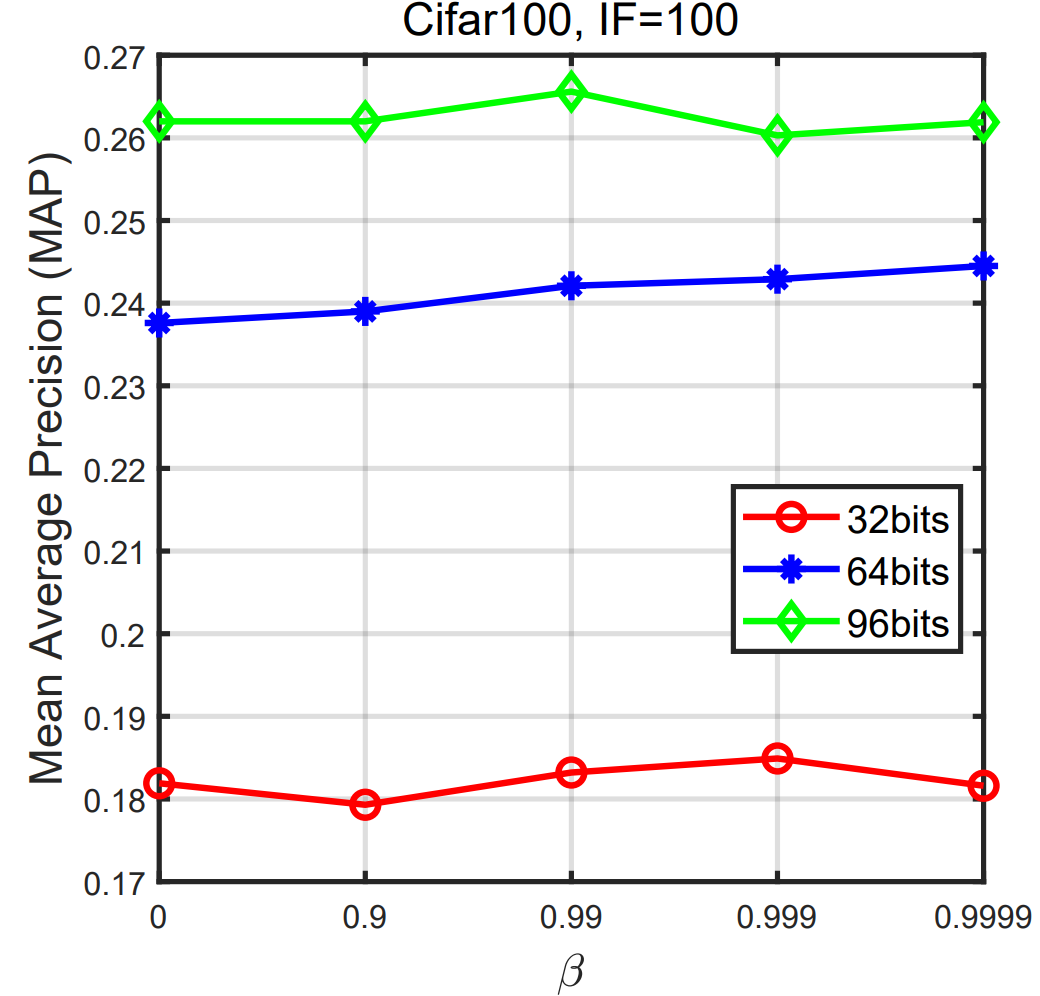 Cifar100, IF=100
Mean Average Precision (MAP)
0.27
0.26
0.25
0.24
0.23
0.22
0.21
0.2
0.19
0.18
0.17
32bits
64bits
96bits
0 0.9 0.99 0.999 0.9999
β